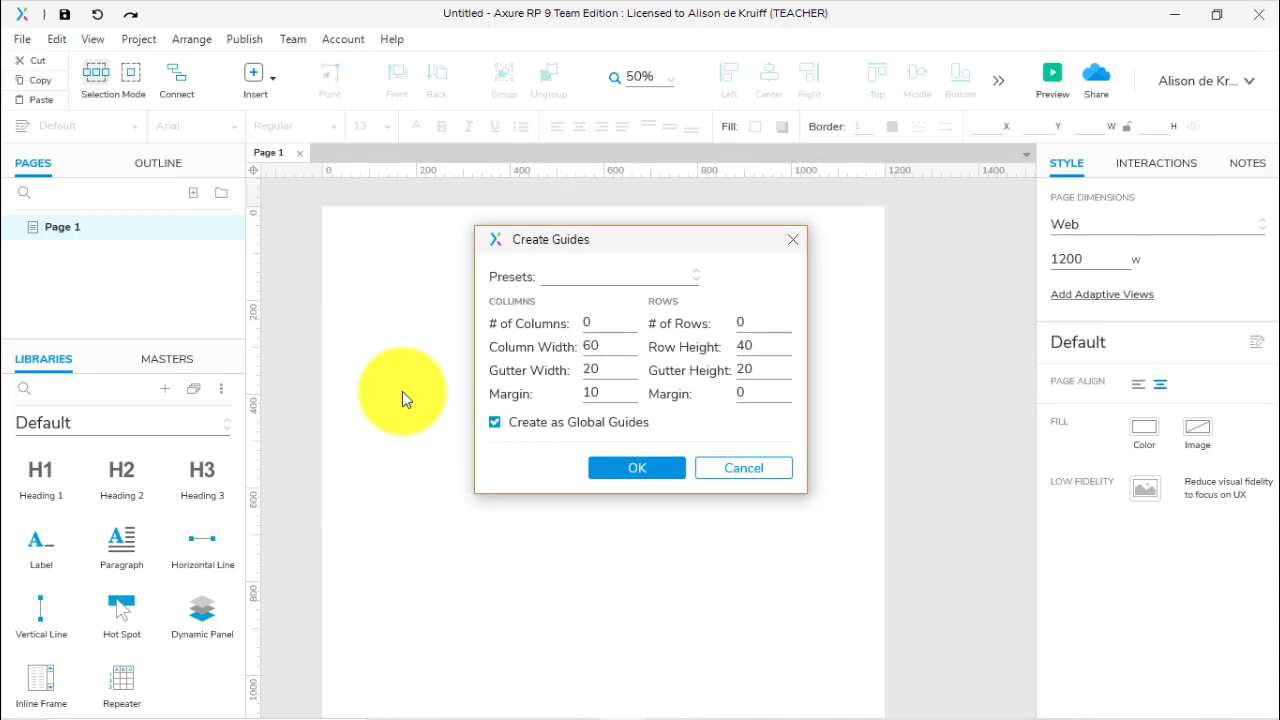 Untitled - Axure RP 9 Team Edition : Licensed to Alison de Kruiff (TEACHER)
File Edit View Project Arrange Publish Team Account Help
Cut
Copy
Paste
Selection Mode Connect Insert Point Front Back Group Ungroup 50% Left Center Right Top Middle Bottom Preview Share Alison de Kr...
Default Arial Regular 13 Fill: Border: 1 X Y W H
PAGES OUTLINE
Page 1
0 200 400 600 800 1000 1200 1400
STYLE INTERACTIONS NOTES
Page 1
0
200
400
600
800
1000
Create Guides
Presets:
COLUMNS ROWS
# of Columns: 0 # of Rows: 0
Column Width: 60 Row Height: 40
Gutter Width: 20 Gutter Height: 20
Margin: 10 Margin: 0
Create as Global Guides
OK Cancel
LIBRARIES MASTERS
Default
H1 H2 H3
Heading 1 Heading 2 Heading 3
A A
Label Paragraph Horizontal Line
Vertical Line Hot Spot Dynamic Panel
Inline Frame Repeater
PAGE DIMENSIONS
Web
1200 W
Add Adaptive Views
Default
PAGE ALIGN
FILL
Color Image
LOW FIDELITY Reduce visual fidelity
to focus on UX